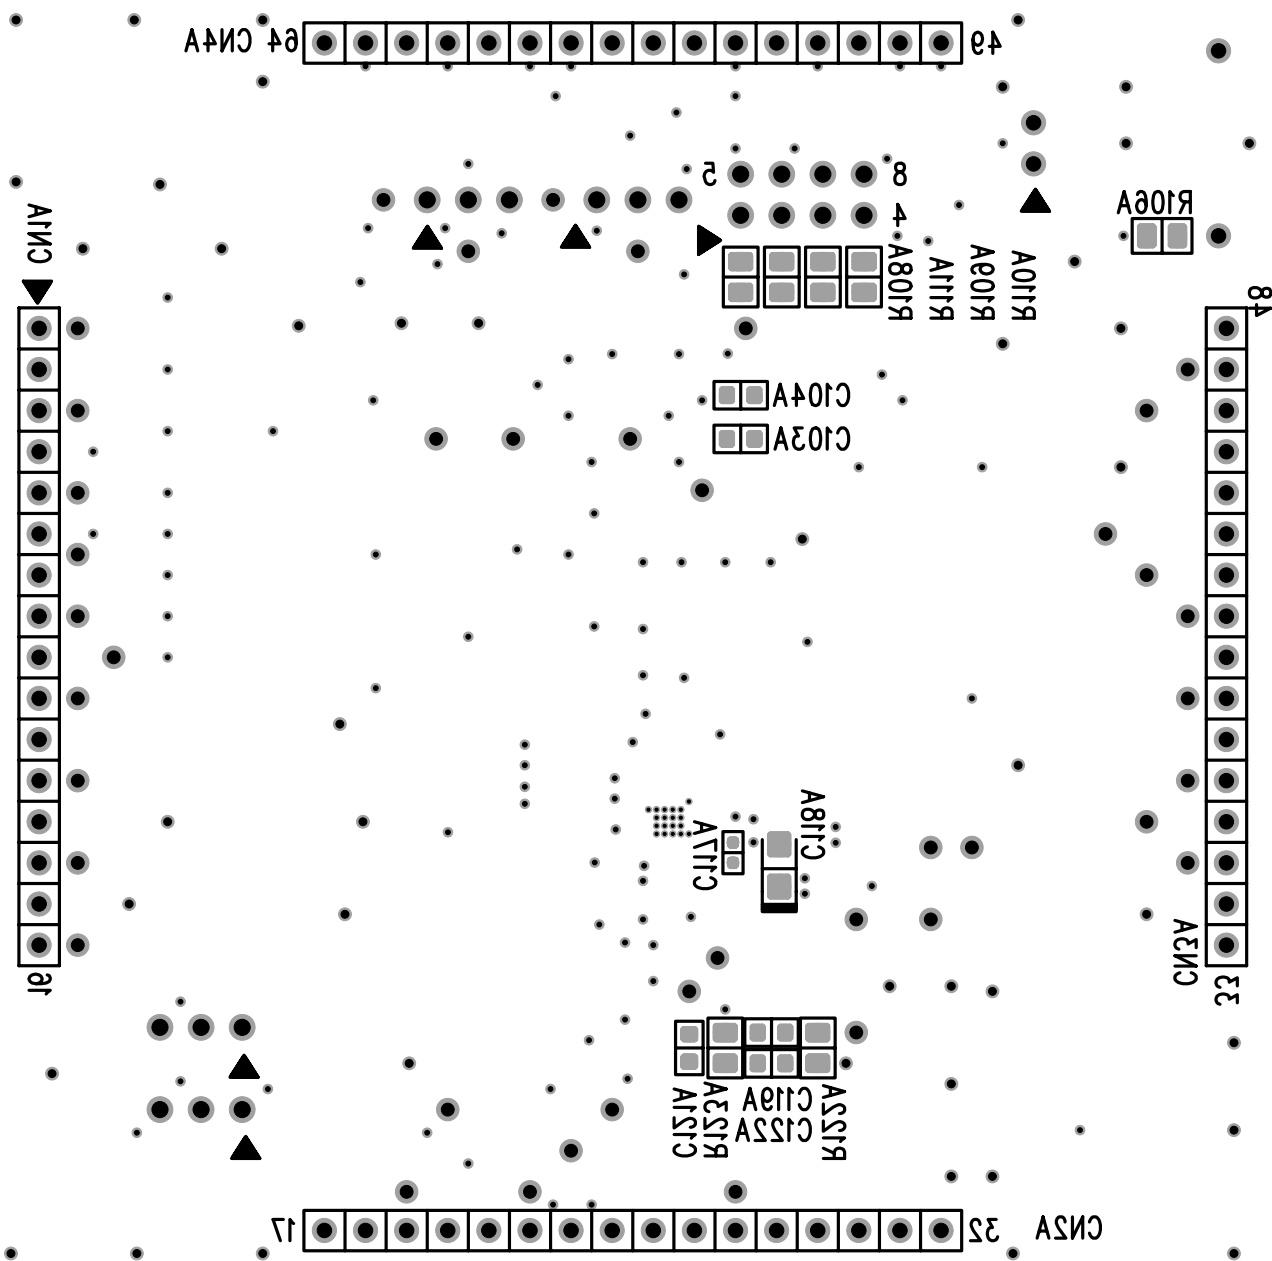 CN4A
64
49
5
8
4
R106A
CN1A
R108A
R111A
R109A
R110A
48
C104A
C103A
C118A
C117A
CN3A
16
33
C121A
R123A
C119A
C122A
R122A
17
32
CN2A